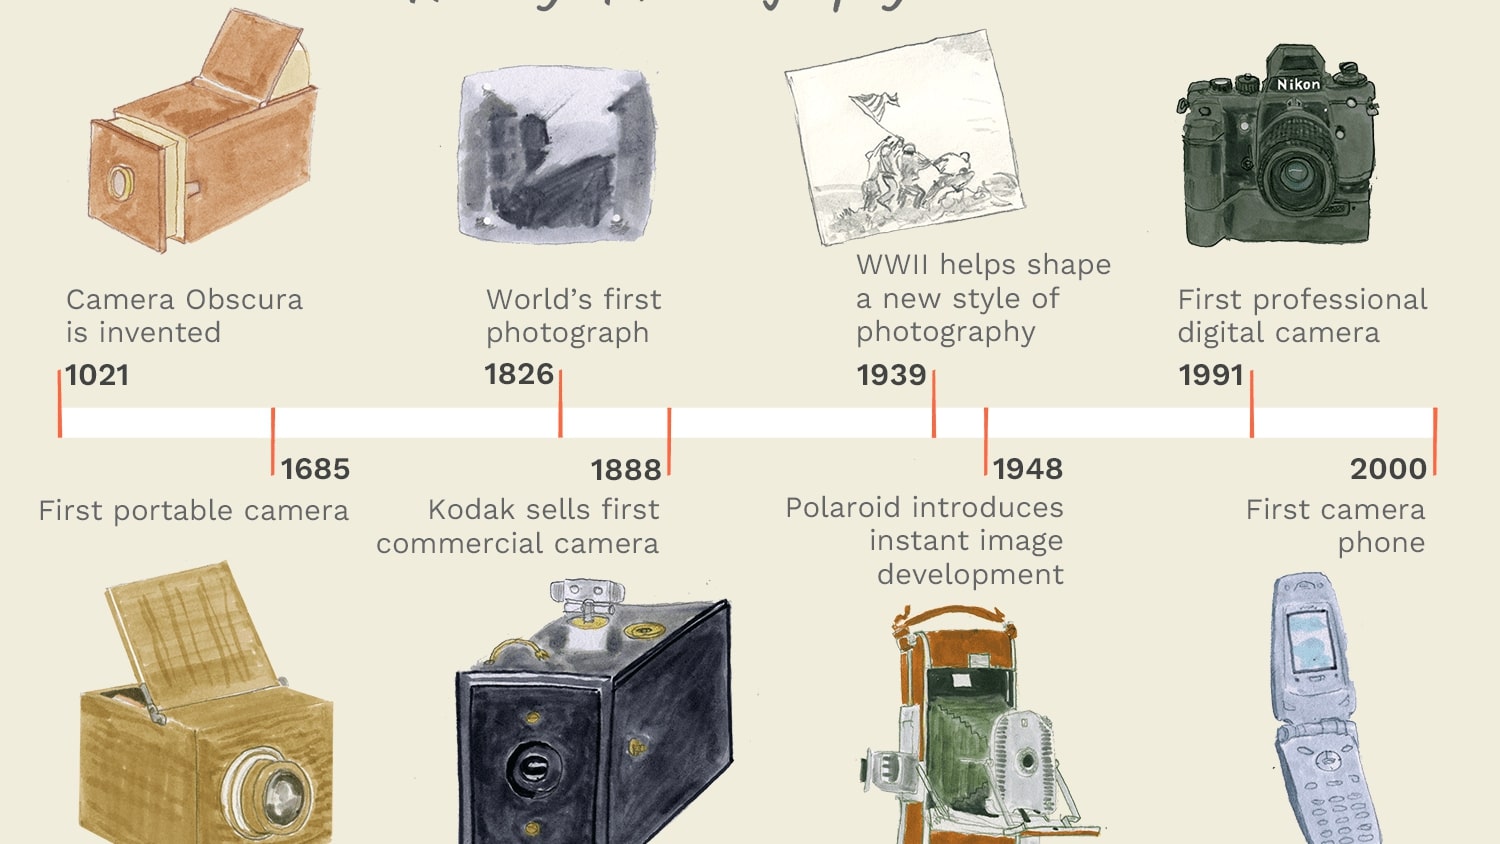 Camera Obscura
is invented
1021
World’s first
photograph
1826
WWII helps shape
a new style of
photography
1939
Nikon
First professional
digital camera
1991
1685
First portable camera
1888
Kodak sells first
commercial camera
1948
Polaroid introduces
instant image
development
2000
First camera
phone